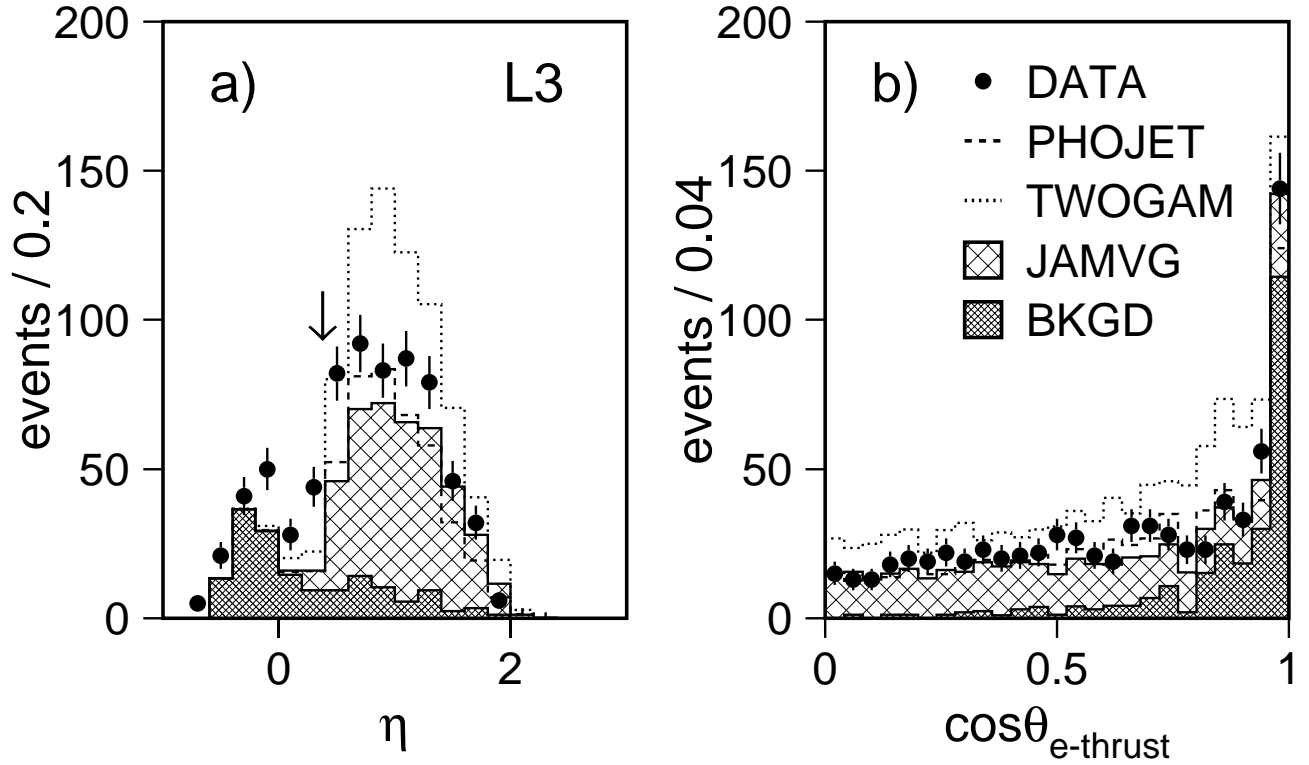 a) L3
events / 0.2
200
150
100
50
0
0 2
η
b)
DATA
PHOJET
TWOGAM
JAMVG
BKGD
events / 0.04
200
150
100
50
0
0 0.5 1
cosθe-thrust